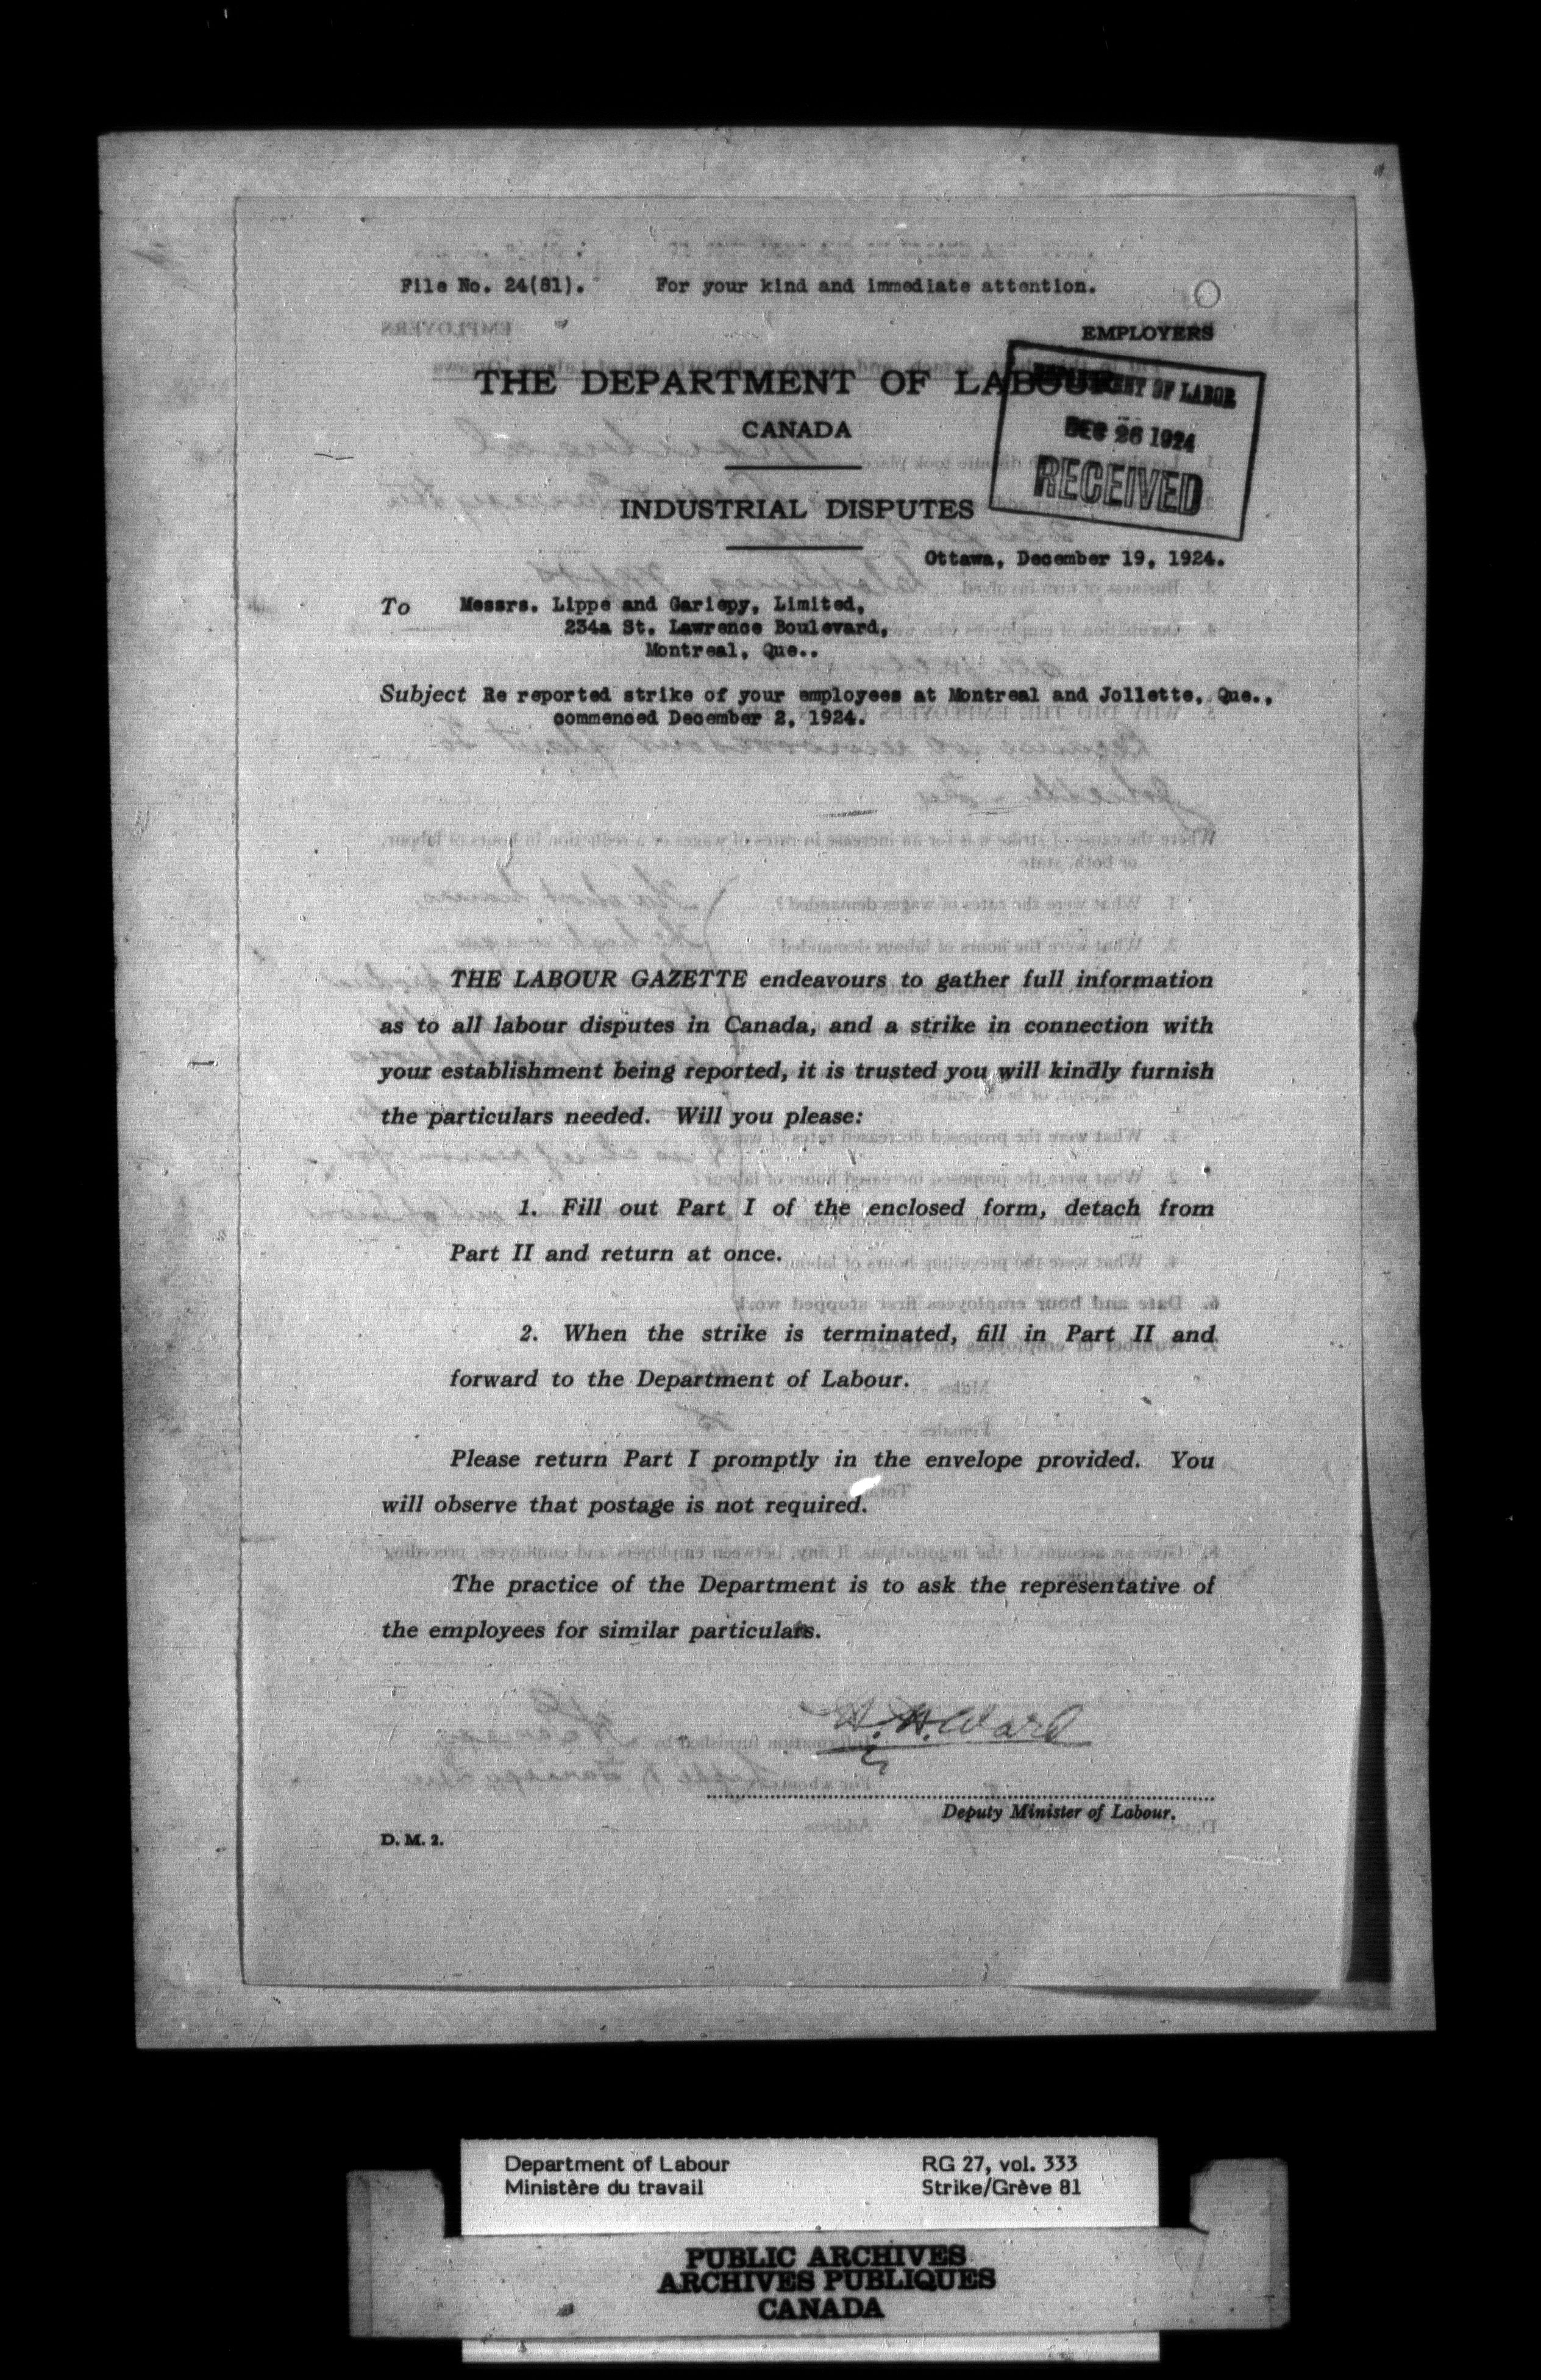 File No. 24(81). For your kind and immediate attention.
EMPLOYERS
THE DEPARTMENT OF LABOUR
CANADA
DEPARTMENT OF LABOR
DEC 26 1924
RECEIVED
INDUSTRIAL DISPUTES
Ottawa, December 19, 1924.
To Messrs. Lippe and Gariepy, Limited,
234a St. Lawrence Boulevard,
Montreal, Que..
Subject Re reported strike of your employees at Montreal and Joliette, Que.,
commenced December 2, 1924.
THE LABOUR GAZETTE endeavours to gather full information
as to all labour disputes in Canada, and a strike in connection with
your establishment being reported, it is trusted you will kindly furnish
the particulars needed. Will you please:
1. Fill out Part I of the enclosed form, detach from
Part II and return at once.
2. When the strike is terminated, fill in Part II and
forward to the Department of Labour.
Please return Part I promptly in the envelope provided. You
will observe that postage is not required.
The practice of the Department is to ask the representative of
the employees for similar particulars.
H. H. Ward
Deputy Minister of Labour.
D. M. 2.
Department of Labour
Ministère du travail
RG 27, vol. 333
Strike/Grève 81
PUBLIC ARCHIVES
ARCHIVES PUBLIQUES
CANADA